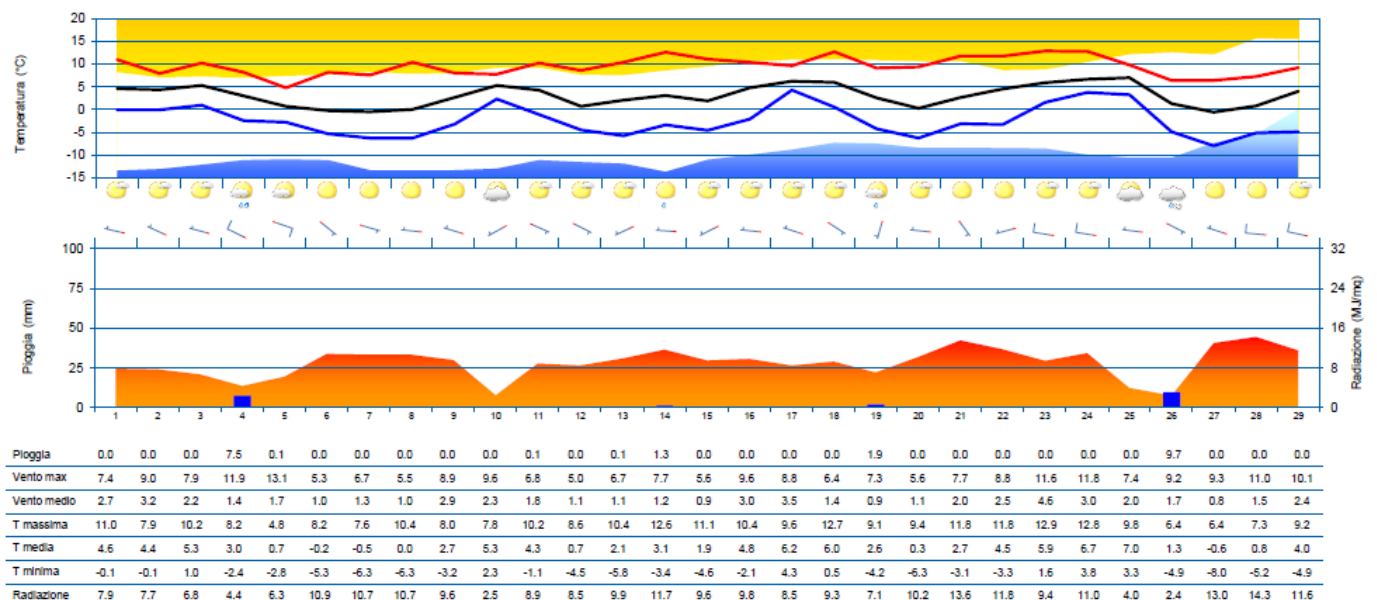 20
15
10
5
0
-5
-10
-15
Temperatura (°C)
100
75
50
25
0
Pioggia (mm)
32
24
16
8
0
Radiazione (MJ/mq)
1 2 3 4 5 6 7 8 9 10 11 12 13 14 15 16 17 18 19 20 21 22 23 24 25 26 27 28 29
Pioggia 0.0 0.0 0.0 7.5 0.1 0.0 0.0 0.0 0.0 0.0 0.1 0.0 0.1 1.3 0.0 0.0 0.0 0.0 1.9 0.0 0.0 0.0 0.0 0.0 0.0 9.7 0.0 0.0 0.0
Vento max 7.4 9.0 7.9 11.9 13.1 5.3 6.7 5.5 8.9 9.6 6.8 5.0 6.7 7.7 5.6 9.6 8.8 6.4 7.3 5.6 7.7 8.8 11.6 11.8 7.4 9.2 9.3 11.0 10.1
Vento medio 2.7 3.2 2.2 1.4 1.7 1.0 1.3 1.0 2.9 2.3 1.8 1.1 1.1 1.2 0.9 3.0 3.5 1.4 0.9 1.1 2.0 2.5 4.6 3.0 2.0 1.7 0.8 1.5 2.4
T massima 11.0 7.9 10.2 8.2 4.8 8.2 7.6 10.4 8.0 7.8 10.2 8.6 10.4 12.6 11.1 10.4 9.6 12.7 9.1 9.4 11.8 11.8 12.9 12.8 9.8 6.4 6.4 7.3 9.2
T media 4.6 4.4 5.3 3.0 0.7 -0.2 -0.5 0.0 2.7 5.3 4.3 0.7 2.1 3.1 1.9 4.8 6.2 6.0 2.6 0.3 2.7 4.5 5.9 6.7 7.0 1.3 -0.6 0.8 4.0
T minima -0.1 -0.1 1.0 -2.4 -2.8 -5.3 -6.3 -6.3 -3.2 2.3 -1.1 -4.5 -5.8 -3.4 -4.6 -2.1 4.3 0.5 -4.2 -6.3 -3.1 -3.3 1.6 3.8 3.3 -4.9 -8.0 -5.2 -4.9
Radiazione 7.9 7.7 6.8 4.4 6.3 10.9 10.7 10.7 9.6 2.5 8.9 8.5 9.9 11.7 9.6 9.8 8.5 9.3 7.1 10.2 13.6 11.8 9.4 11.0 4.0 2.4 13.0 14.3 11.6